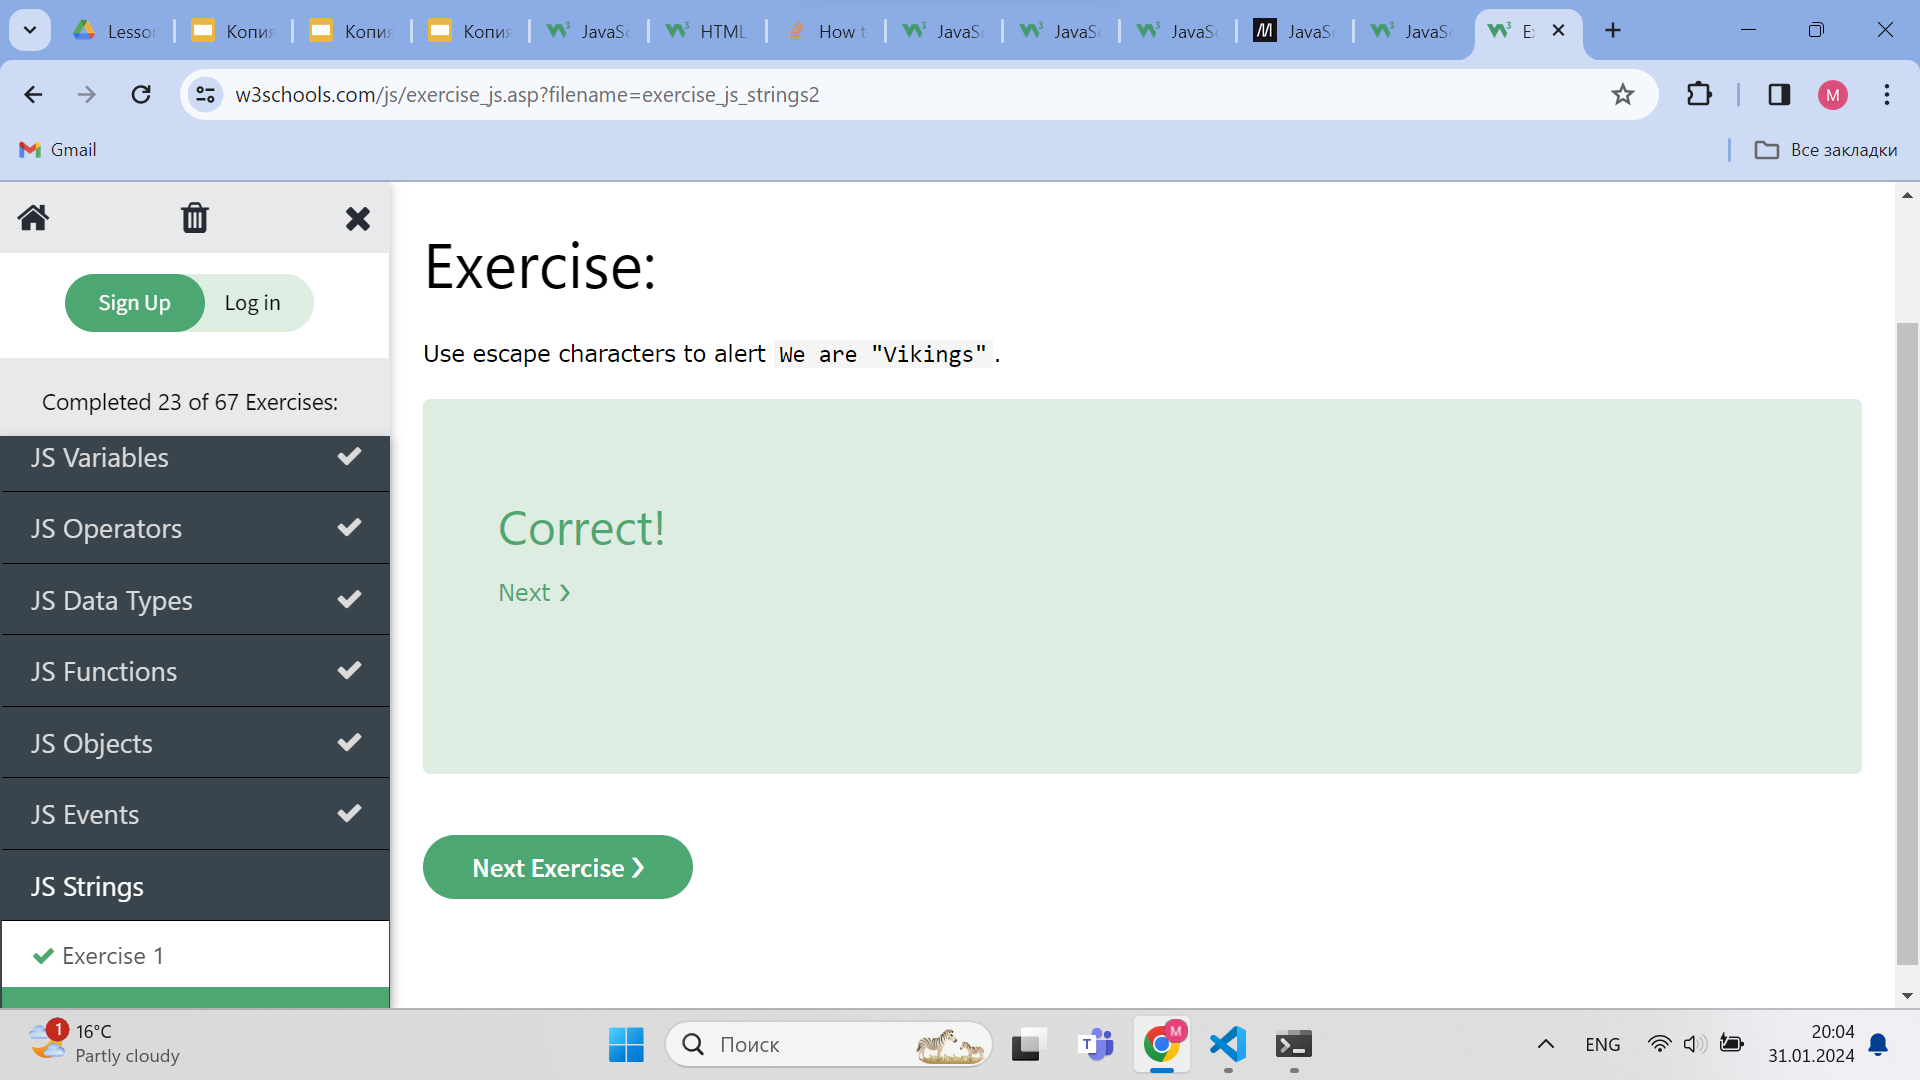 Lesso
Копия
Копия
Копия
JavaSc
HTML
How t
JavaSc
JavaSc
JavaSc
JavaSc
JavaSc
Ex
w3schools.com/js/exercise_js.asp?filename=exercise_js_strings2
M
Gmail
Все закладки
Sign Up
Log in
Completed 23 of 67 Exercises:
JS Variables
JS Operators
JS Data Types
JS Functions
JS Objects
JS Events
JS Strings
Exercise 1
Exercise:
Use escape characters to alert We are "Vikings".
Correct!
Next ❯
Next Exercise ❯
1
16°C
Partly cloudy
Поиск
T
M
ENG
20:04
31.01.2024